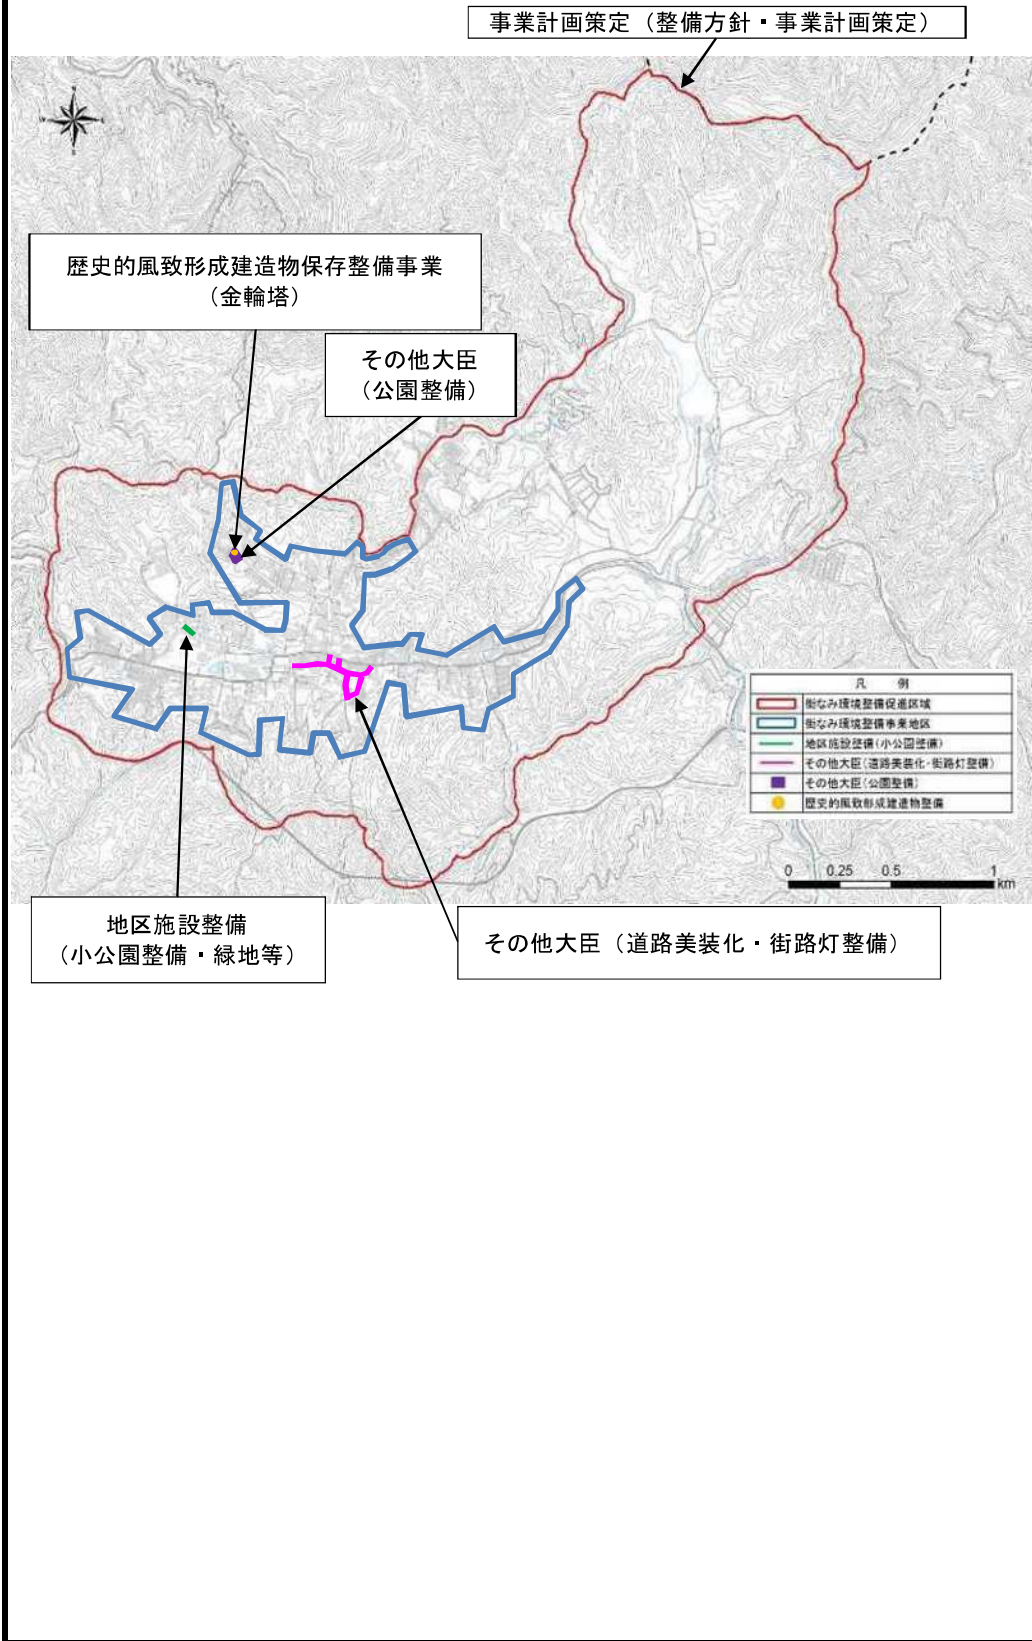 事業計画策定（整備方針・事業計画策定）
N
W
E
S
歴史的風致形成建造物保存整備事業
（金輪塔）
その他大臣
（公園整備）
凡 例
街なみ環境整備促進区域
街なみ環境整備事業地区
地区施設整備(小公園整備)
その他大臣(道路美装化・街路灯整備)
その他大臣(公園整備)
歴史的風致形成建造物整備
0 0.25 0.5 1
km
地区施設整備
（小公園整備・緑地等）
その他大臣（道路美装化・街路灯整備）